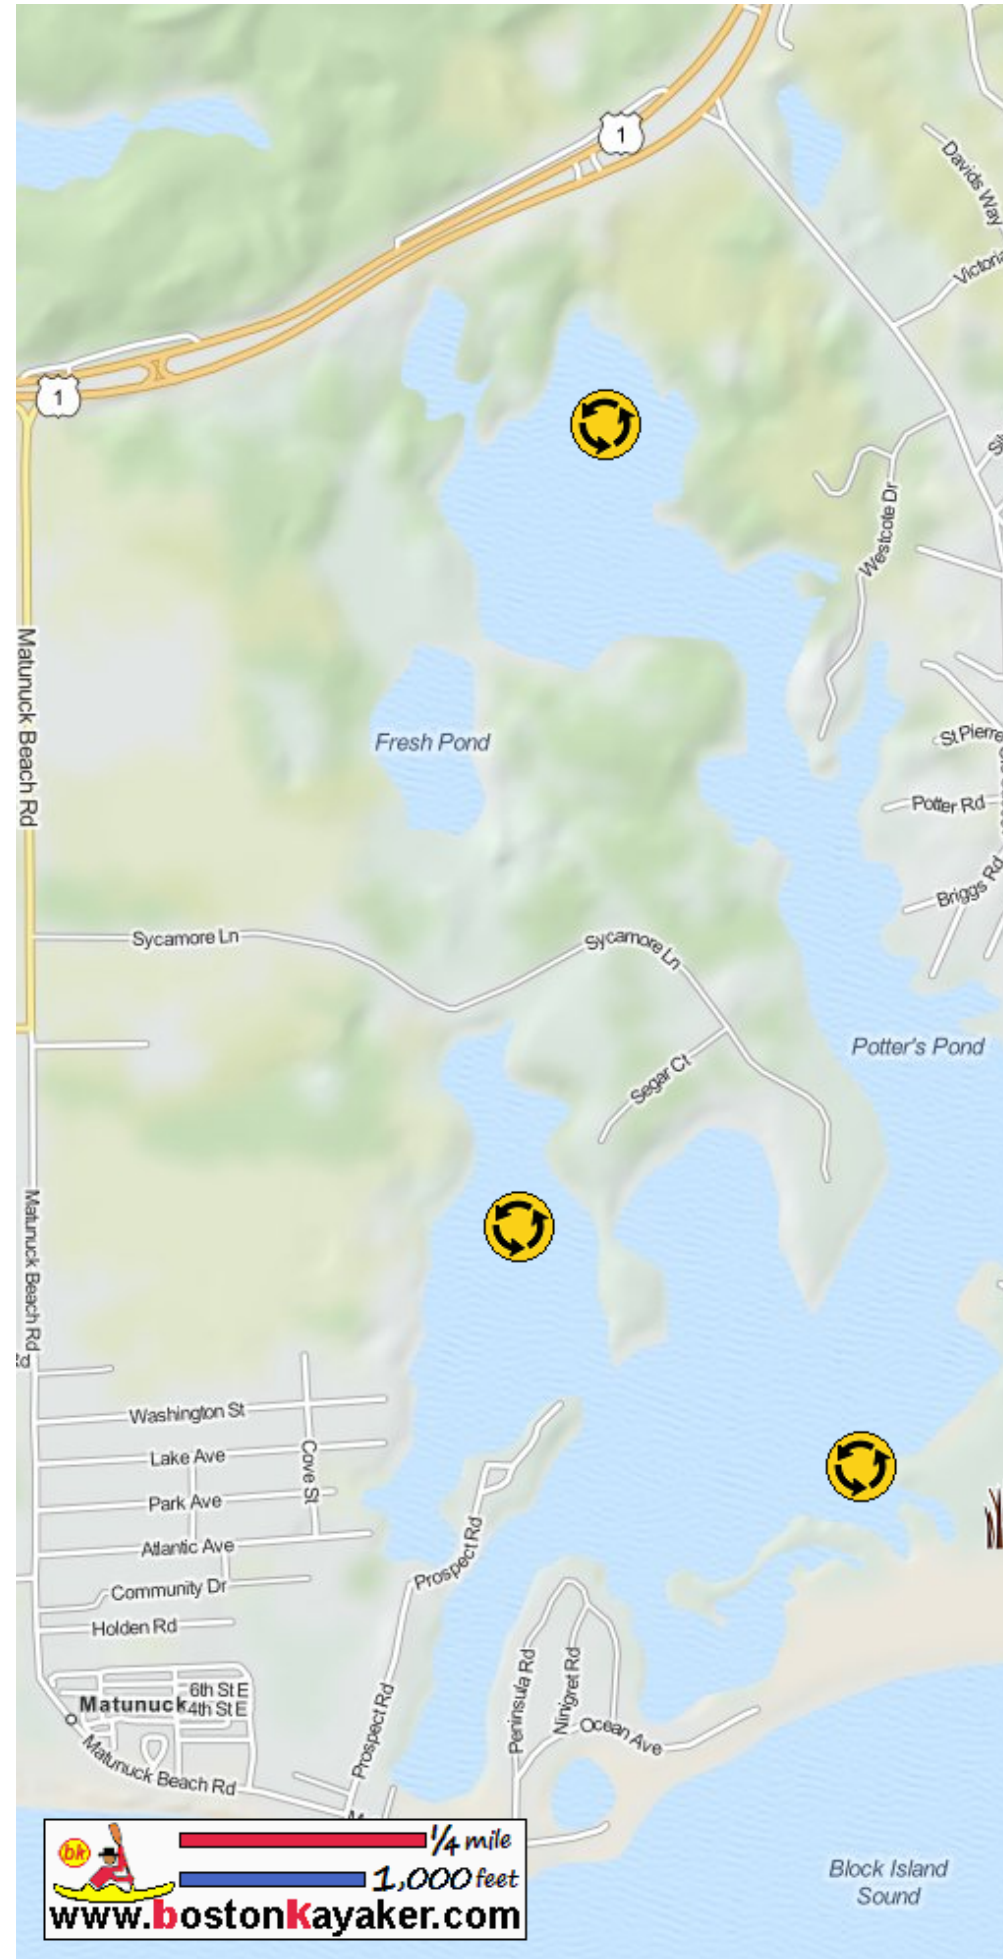 1
Davids Way
Victoria
1
Westcote Dr
Matunuck Beach Rd
Fresh Pond
St Pierre
Potter Rd
Briggs Rd
Sycamore Ln
Sycamore Ln
Potter's Pond
Segar Ct
Matunuck Beach Rd
Rd
Washington St
Lake Ave
Cove St
Park Ave
Atlantic Ave
Prospect Rd
Community Dr
Holden Rd
6th St E
Matunuck
4th St E
Peninsula Rd
Ninigret Rd
Ocean Ave
Prospect Rd
Matunuck Beach Rd
bk
1/4 mile
1,000 feet
www.bostonkayaker.com
Block Island
Sound